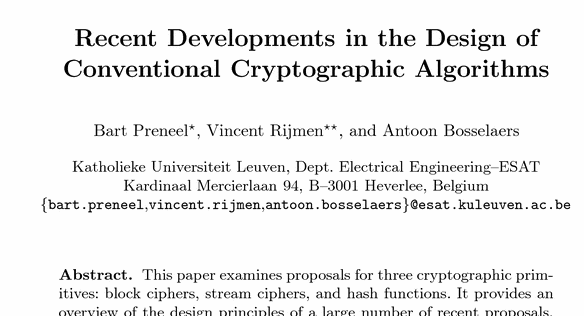 Recent Developments in the Design of
Conventional Cryptographic Algorithms
Bart Preneel⋆, Vincent Rijmen⋆⋆, and Antoon Bosselaers
Katholieke Universiteit Leuven, Dept. Electrical Engineering–ESAT
Kardinaal Mercierlaan 94, B–3001 Heverlee, Belgium
{bart.preneel,vincent.rijmen,antoon.bosselaers}@esat.kuleuven.ac.be
Abstract. This paper examines proposals for three cryptographic prim-
itives: block ciphers, stream ciphers, and hash functions. It provides an
overview of the design principles of a large number of recent proposals,